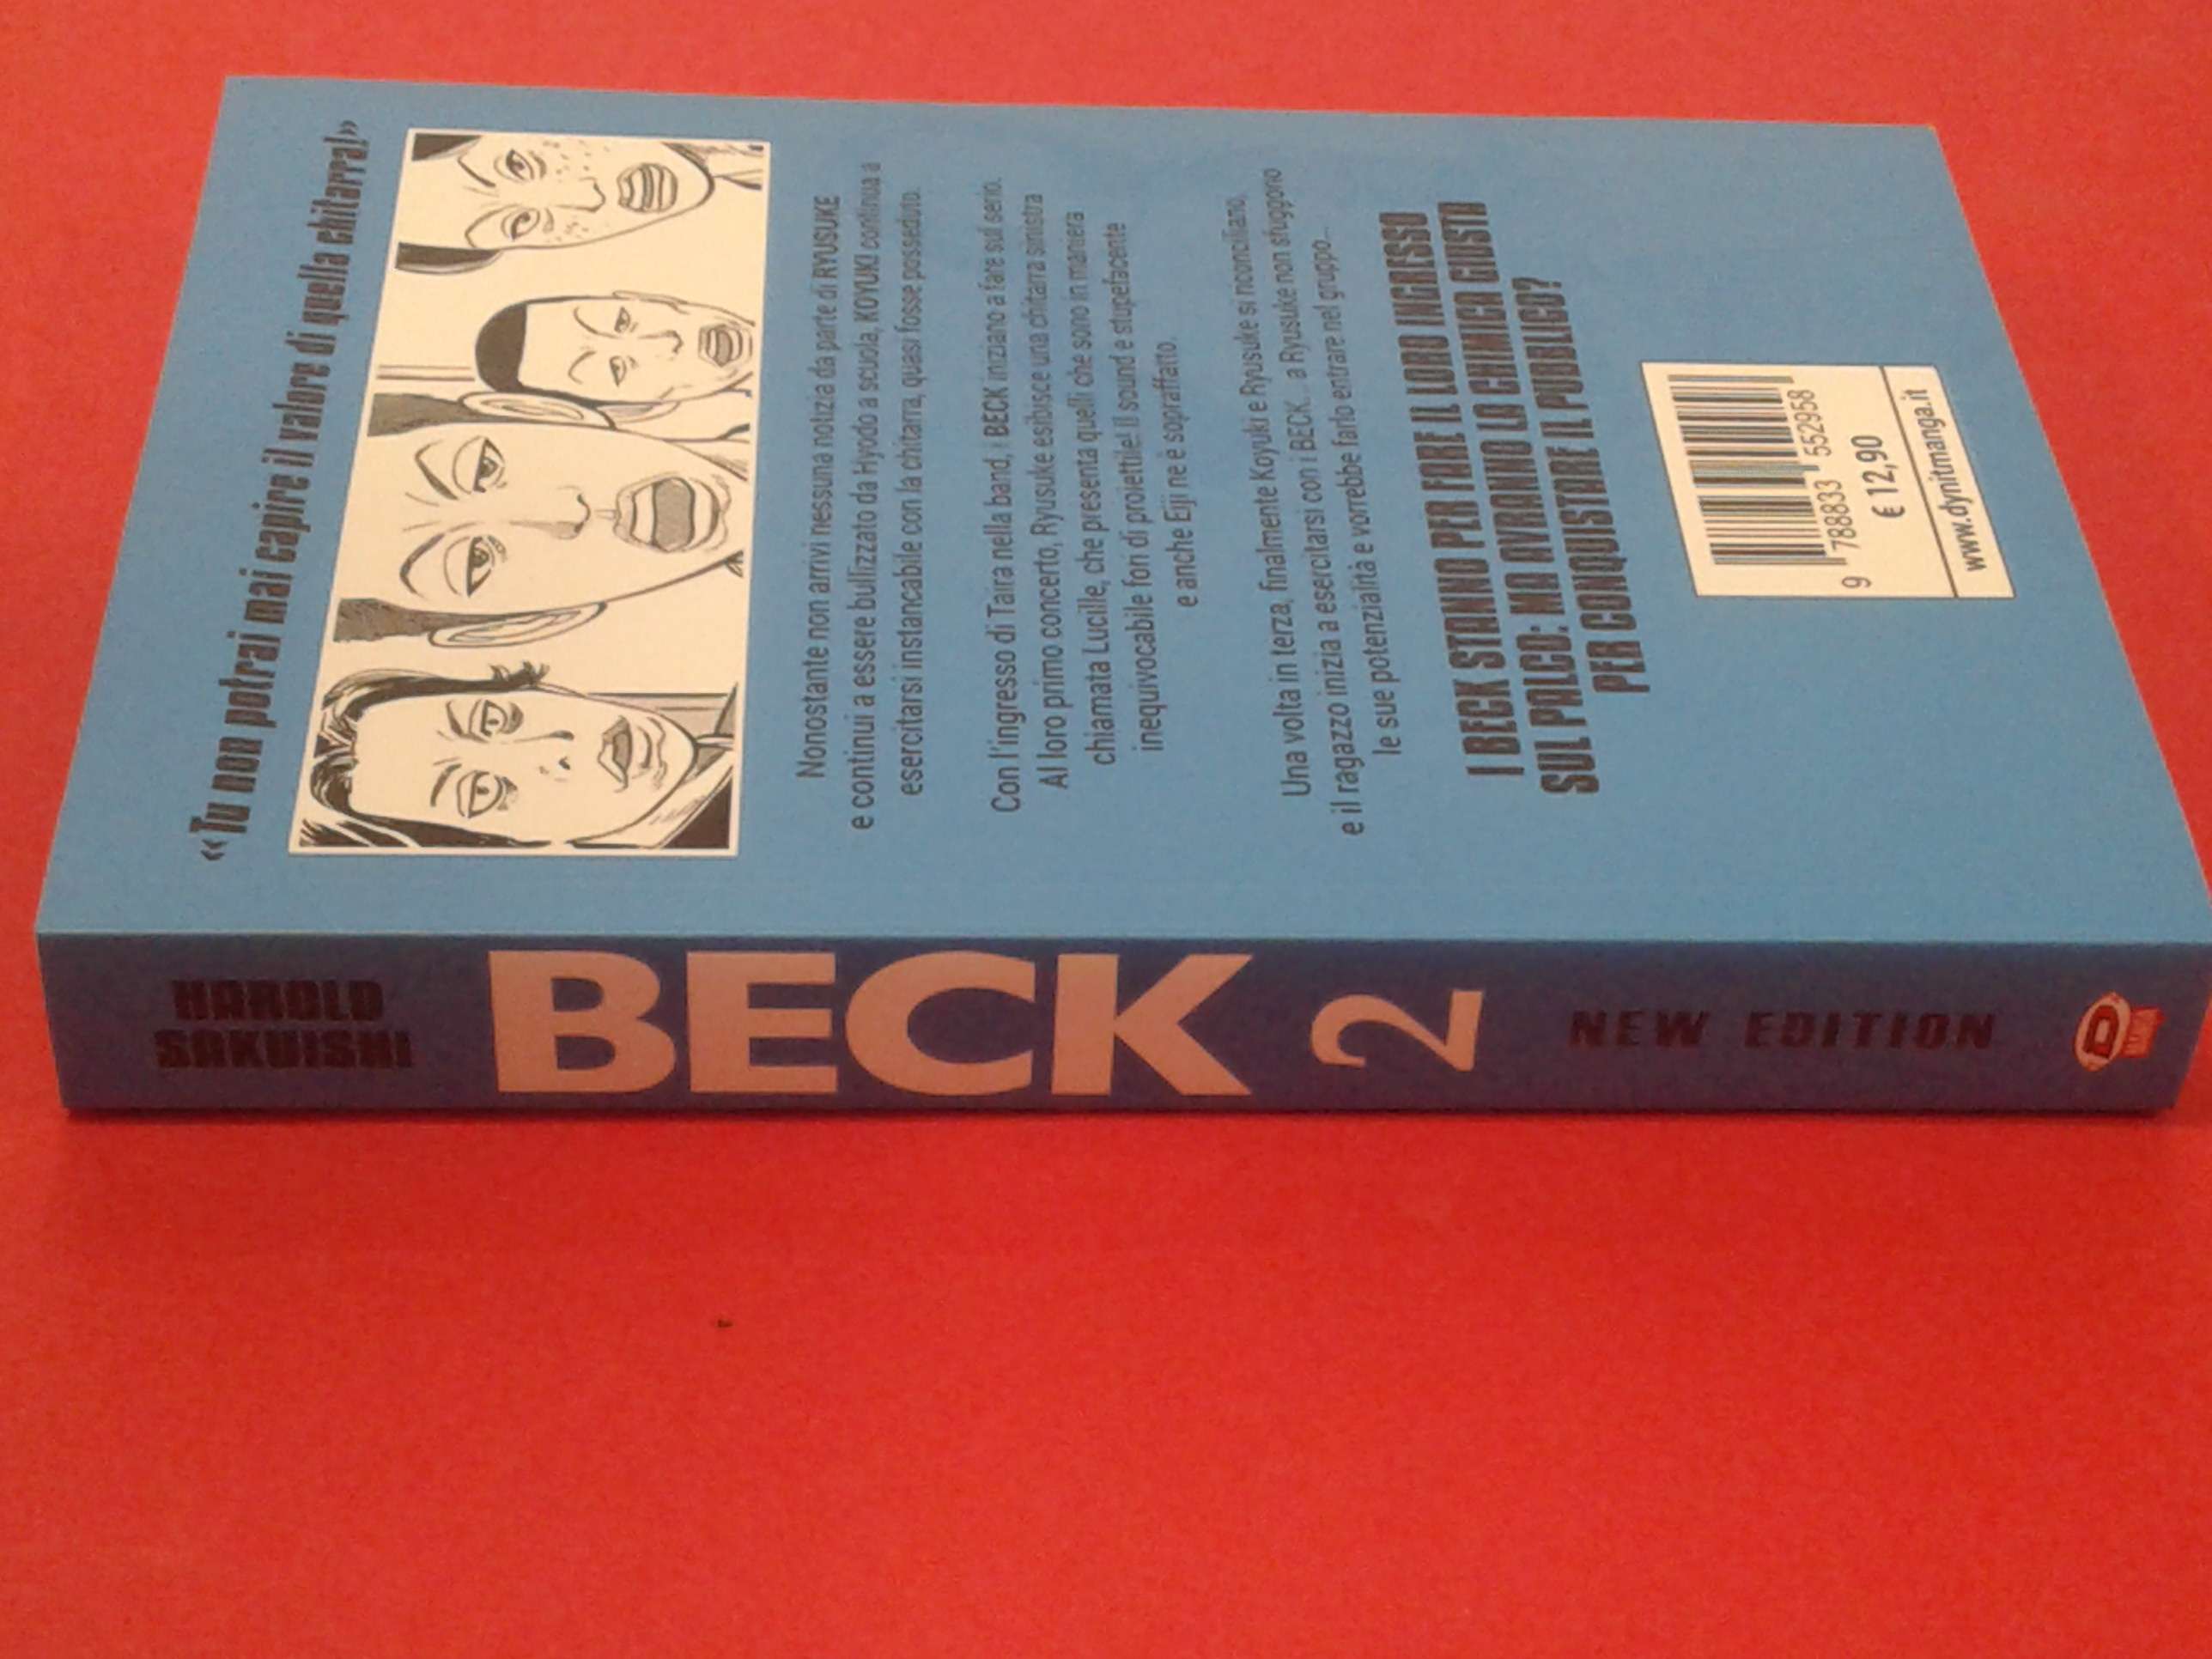 «Tu non potrai mai capire il valore di quella chitarra!»
Nonostante non arrivi nessuna notizia da parte di RYUSUKE
e continui a essere bullizzato da Hyodo a scuola, KOYUKI continua a
esercitarsi instancabile con la chitarra, quasi fosse posseduto.
Con l'ingresso di Taira nella band, i BECK iniziano a fare sul serio.
Al loro primo concerto, Ryusuke esibisce una chitarra sinistra
chiamata Lucille, che presenta quelli che sono in maniera
inequivocabile fori di proiettile! Il sound è stupefacente
e anche Eiji ne è sopraffatto.
Una volta in terza, finalmente Koyuki e Ryusuke si riconciliano,
e il ragazzo inizia a esercitarsi con i BECK... a Ryusuke non sfuggono
le sue potenzialità e vorrebbe farlo entrare nel gruppo...
I BECK STANNO PER FARE IL LORO INGRESSO
SUL PALCO: MA AVRANNO LA CHIMICA GIUSTA
PER CONQUISTARE IL PUBBLICO?
9 788833 552958
€ 12,90
www.dynitmanga.it
HAROLD
SAKUISHI
BECK 2
NEW EDITION
D
MANGA